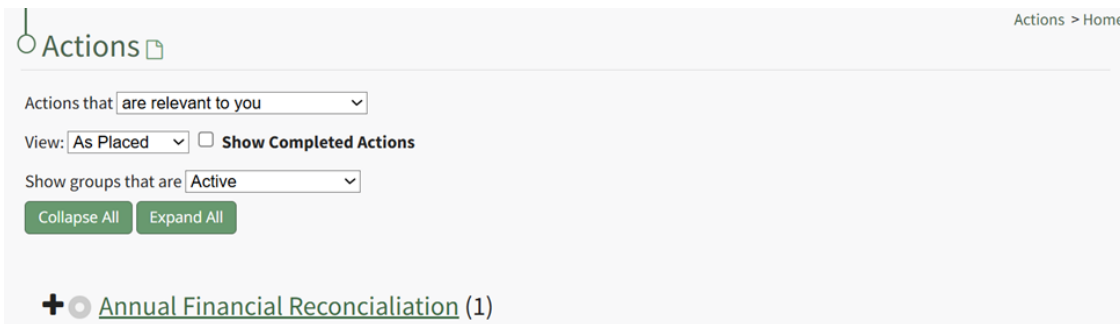 Actions > Home
Actions
Actions that are relevant to you
View: As Placed Show Completed Actions
Show groups that are Active
Collapse All Expand All
Annual Financial Reconcialiation (1)